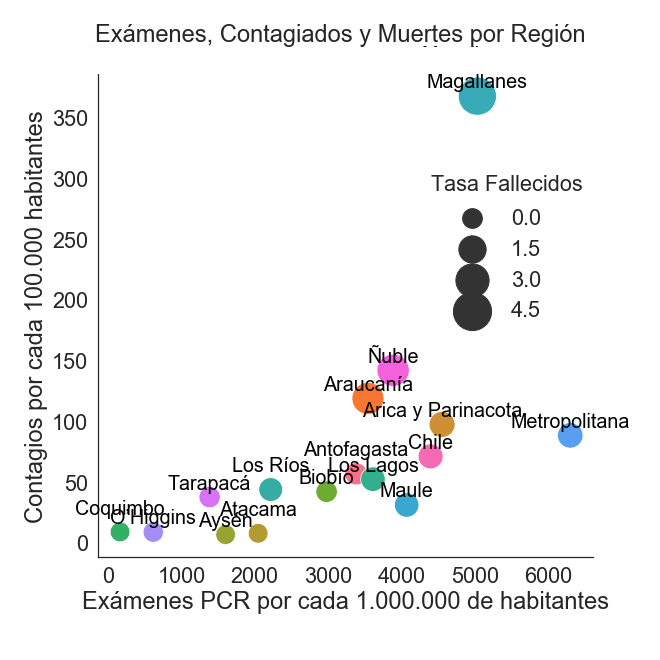 Exámenes, Contagiados y Muertes por Región
Magallanes
350
Tasa Fallecidos
300
0.0
250
1.5
3.0
200
4.5
150
Ñuble
Araucanía
100
Arica y Parinacota
Metropolitana
Chile
Antofagasta
50
Los Ríos
Los Lagos
Tarapacá
Biobío
Maule
Coquimbo
O'Higgins
Atacama
Aysén
0
Contagios por cada 100.000 habitantes
0 1000 2000 3000 4000 5000 6000
Exámenes PCR por cada 1.000.000 de habitantes